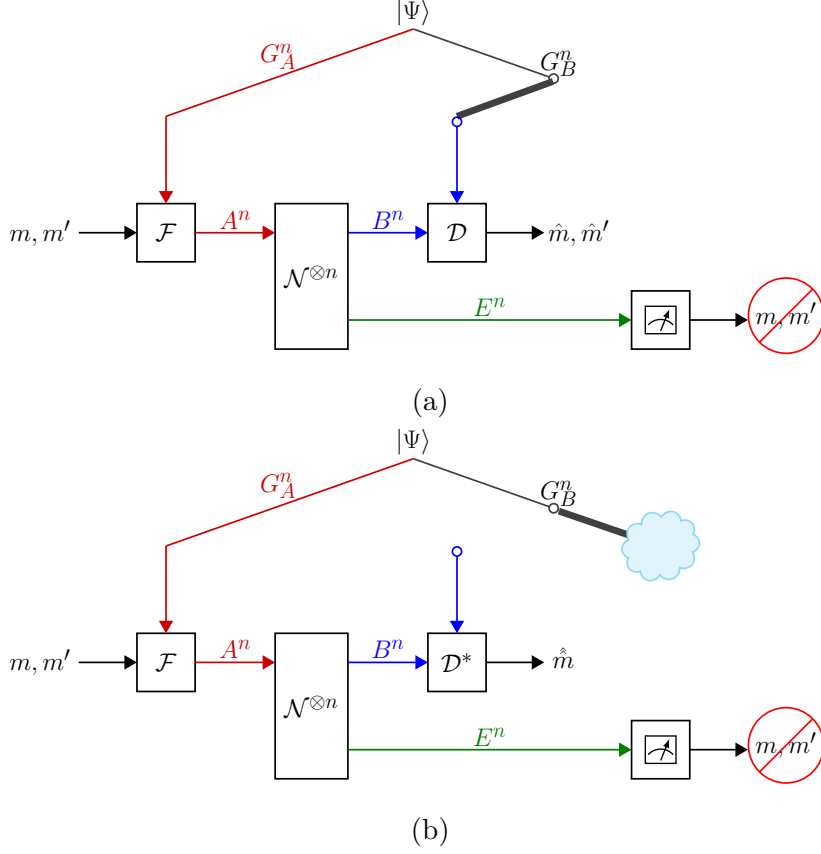 |Ψ⟩
G_A^n
G_B^n
m, m′ ℱ A^n 𝒩^{⊗n} B^n 𝒟 m̂, m̂′
E^n m, m′
(a)
|Ψ⟩
G_A^n
G_B^n
m, m′ ℱ A^n 𝒩^{⊗n} B^n 𝒟* m̂̂
E^n m, m′
(b)